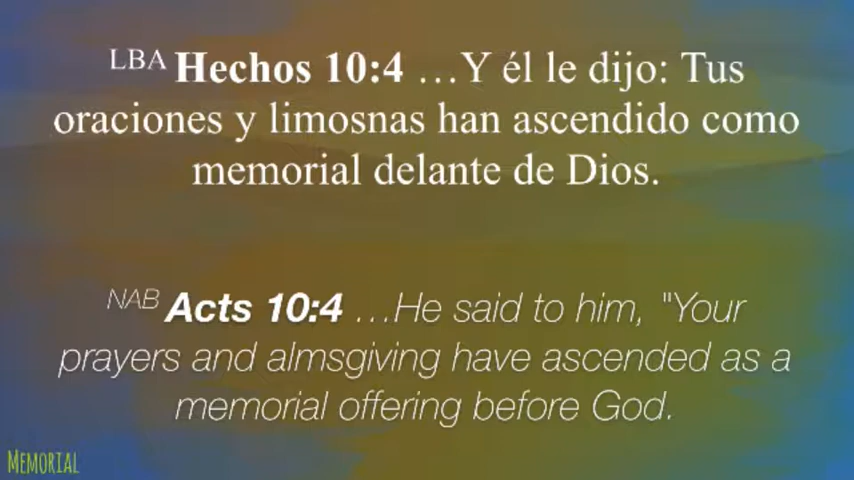 LBA Hechos 10:4 …Y él le dijo: Tus
oraciones y limosnas han ascendido como
memorial delante de Dios.
NAB Acts 10:4 …He said to him, "Your
prayers and almsgiving have ascended as a
memorial offering before God.
Memorial